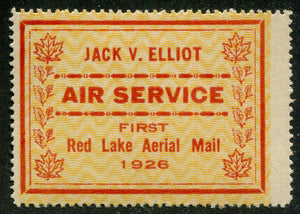 JACK V. ELLIOT
AIR SERVICE
FIRST
Red Lake Aerial Mail
1926